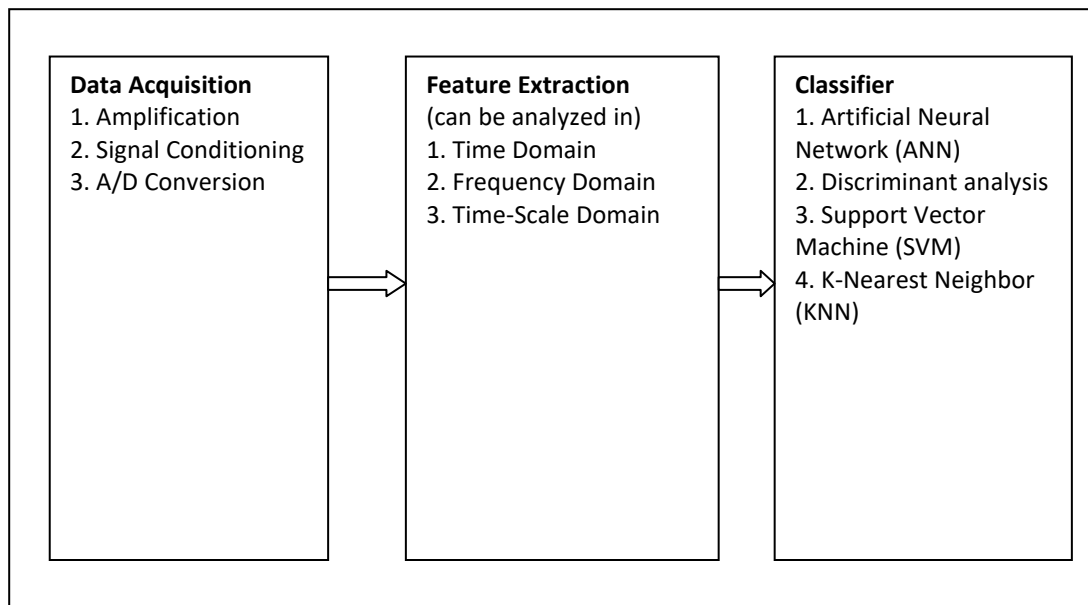 Data Acquisition
1. Amplification
2. Signal Conditioning
3. A/D Conversion
Feature Extraction
(can be analyzed in)
1. Time Domain
2. Frequency Domain
3. Time-Scale Domain
Classifier
1. Artificial Neural
Network (ANN)
2. Discriminant analysis
3. Support Vector
Machine (SVM)
4. K-Nearest Neighbor
(KNN)